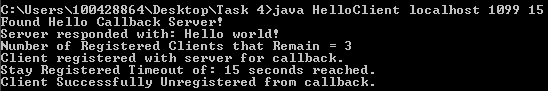 C:\Users\100428864\Desktop\Task 4>java HelloClient localhost 1099 15
Found Hello Callback Server!
Server responded with: Hello world!
Number of Registered Clients that Remain = 3
Client registered with server for callback.
Stay Registered Timeout of: 15 seconds reached.
Client Successfully Unregistered from callback.